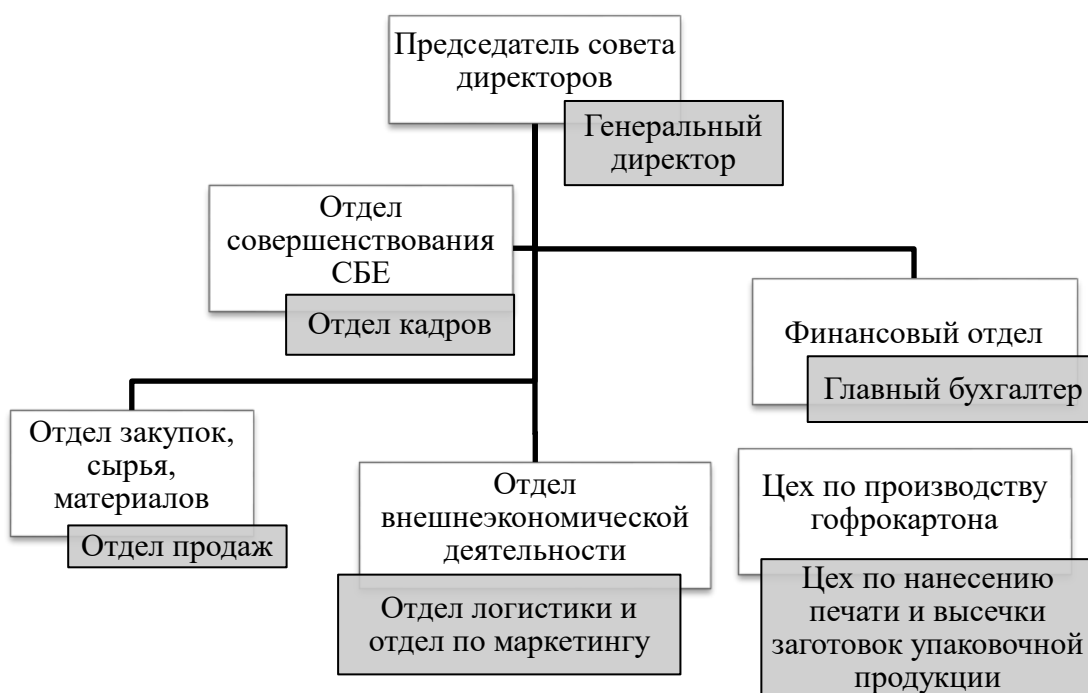 Председатель совета
директоров
Генеральный
директор
Отдел
совершенствования
СБЕ
Отдел кадров
Финансовый отдел
Главный бухгалтер
Отдел закупок,
сырья,
материалов
Отдел продаж
Отдел
внешнеэкономической
деятельности
Отдел логистики и
отдел по маркетингу
Цех по производству
гофрокартона
Цех по нанесению
печати и высечки
заготовок упаковочной
продукции